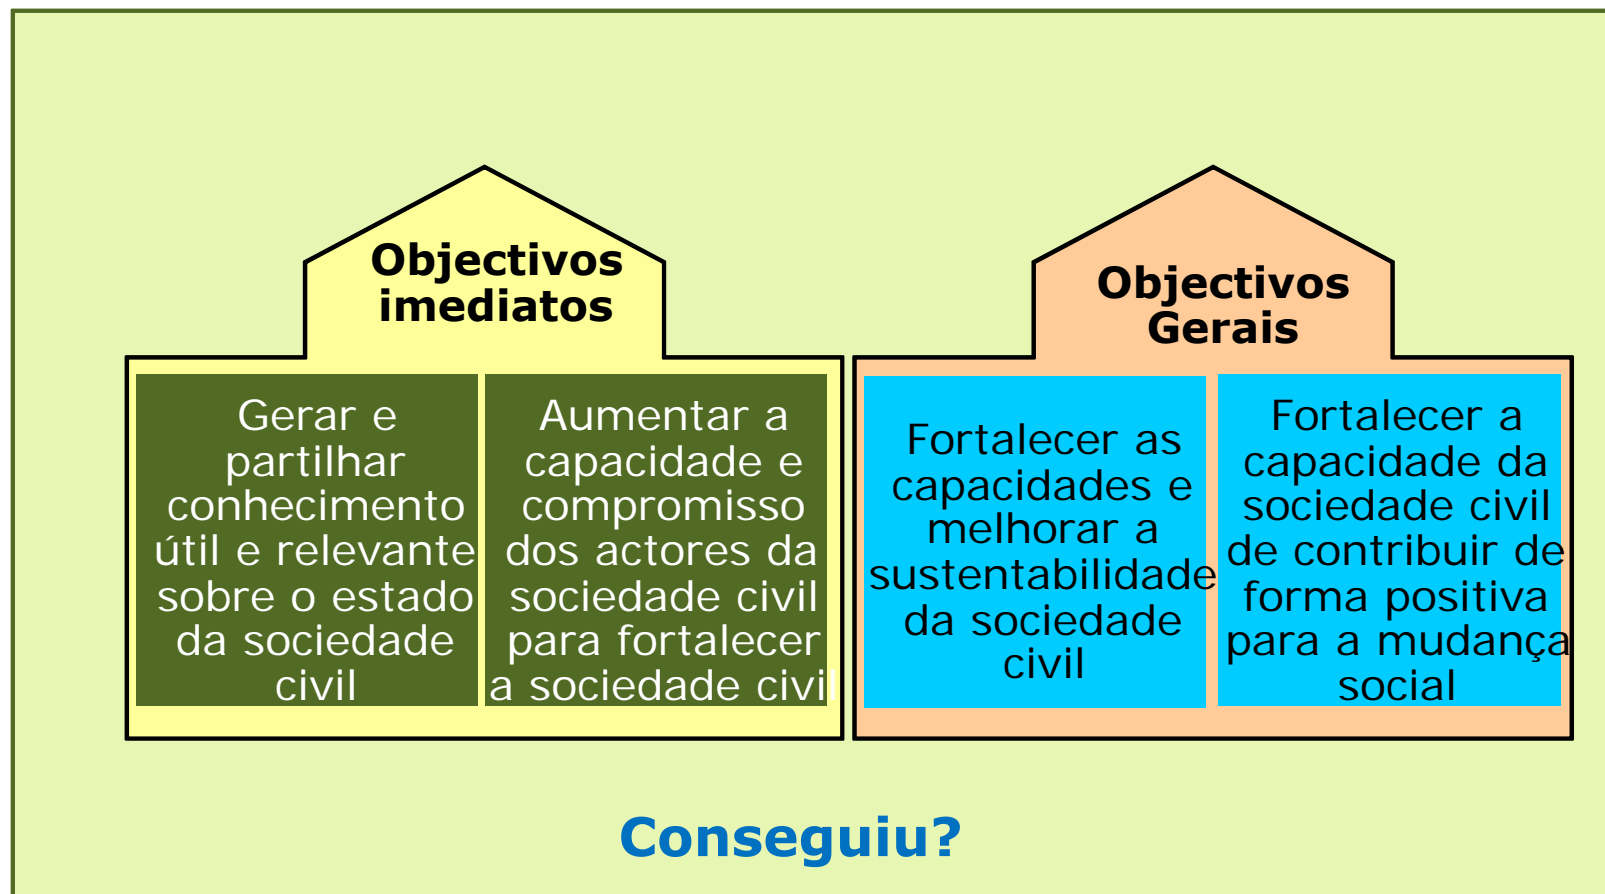 Objectivos
imediatos
Gerar e
partilhar
conhecimento
útil e relevante
sobre o estado
da sociedade
civil
Aumentar a
capacidade e
compromisso
dos actores da
sociedade civil
para fortalecer
a sociedade civil
Objectivos
Gerais
Fortalecer as
capacidades e
melhorar a
sustentabilidade
da sociedade
civil
Fortalecer a
capacidade da
sociedade civil
de contribuir de
forma positiva
para a mudança
social
Conseguiu?